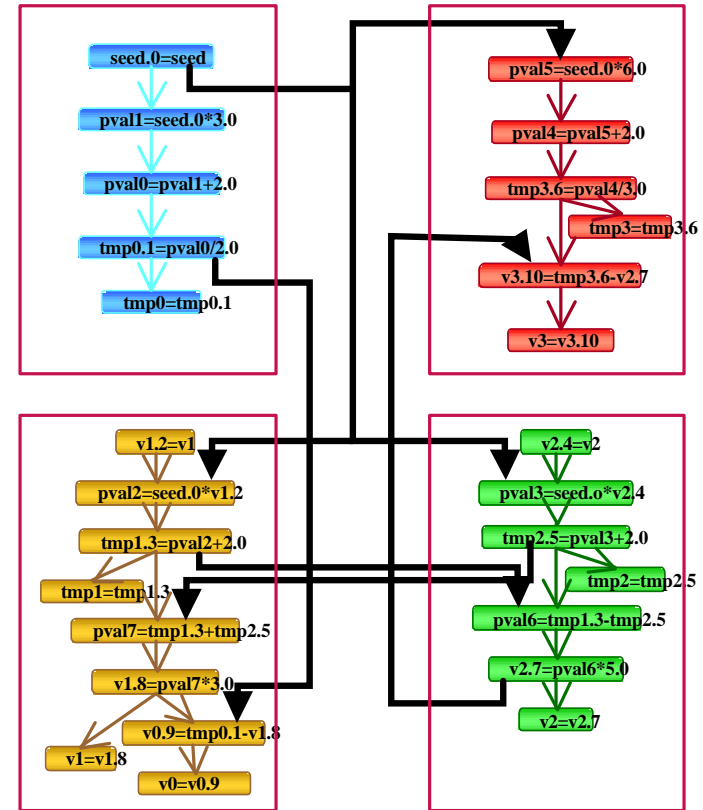 seed.0=seed
pval1=seed.0*3.0
pval0=pval1+2.0
tmp0.1=pval0/2.0
tmp0=tmp0.1
pval5=seed.0*6.0
pval4=pval5+2.0
tmp3.6=pval4/3.0
tmp3=tmp3.6
v3.10=tmp3.6-v2.7
v3=v3.10
v1.2=v1
pval2=seed.0*v1.2
tmp1.3=pval2+2.0
tmp1=tmp1.3
pval7=tmp1.3+tmp2.5
v1.8=pval7*3.0
v0.9=tmp0.1-v1.8
v1=v1.8
v0=v0.9
v2.4=v2
pval3=seed.o*v2.4
tmp2.5=pval3+2.0
tmp2=tmp2.5
pval6=tmp1.3-tmp2.5
v2.7=pval6*5.0
v2=v2.7